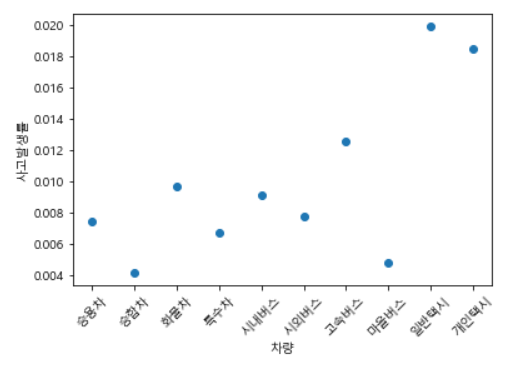 0.020
0.018
0.016
0.014
0.012
0.010
0.008
0.006
0.004
사고발생률
승용차
승합차
화물차
특수차
시내버스
시외버스
고속버스
마을버스
일반택시
개인택시
차량